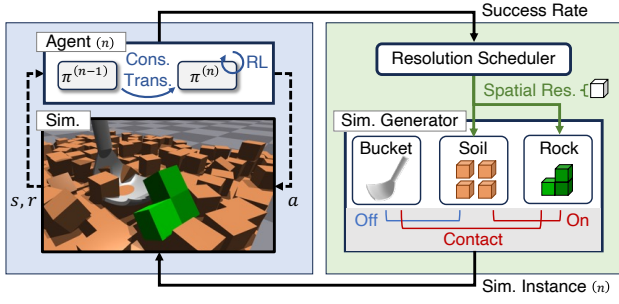 Success Rate
Agent (n)
π^(n-1)
Cons.
Trans.
π^(n)
RL
Sim.
s, r
a
Resolution Scheduler
Spatial Res.
Sim. Generator
Bucket
Soil
Rock
Off
On
Contact
Sim. Instance (n)